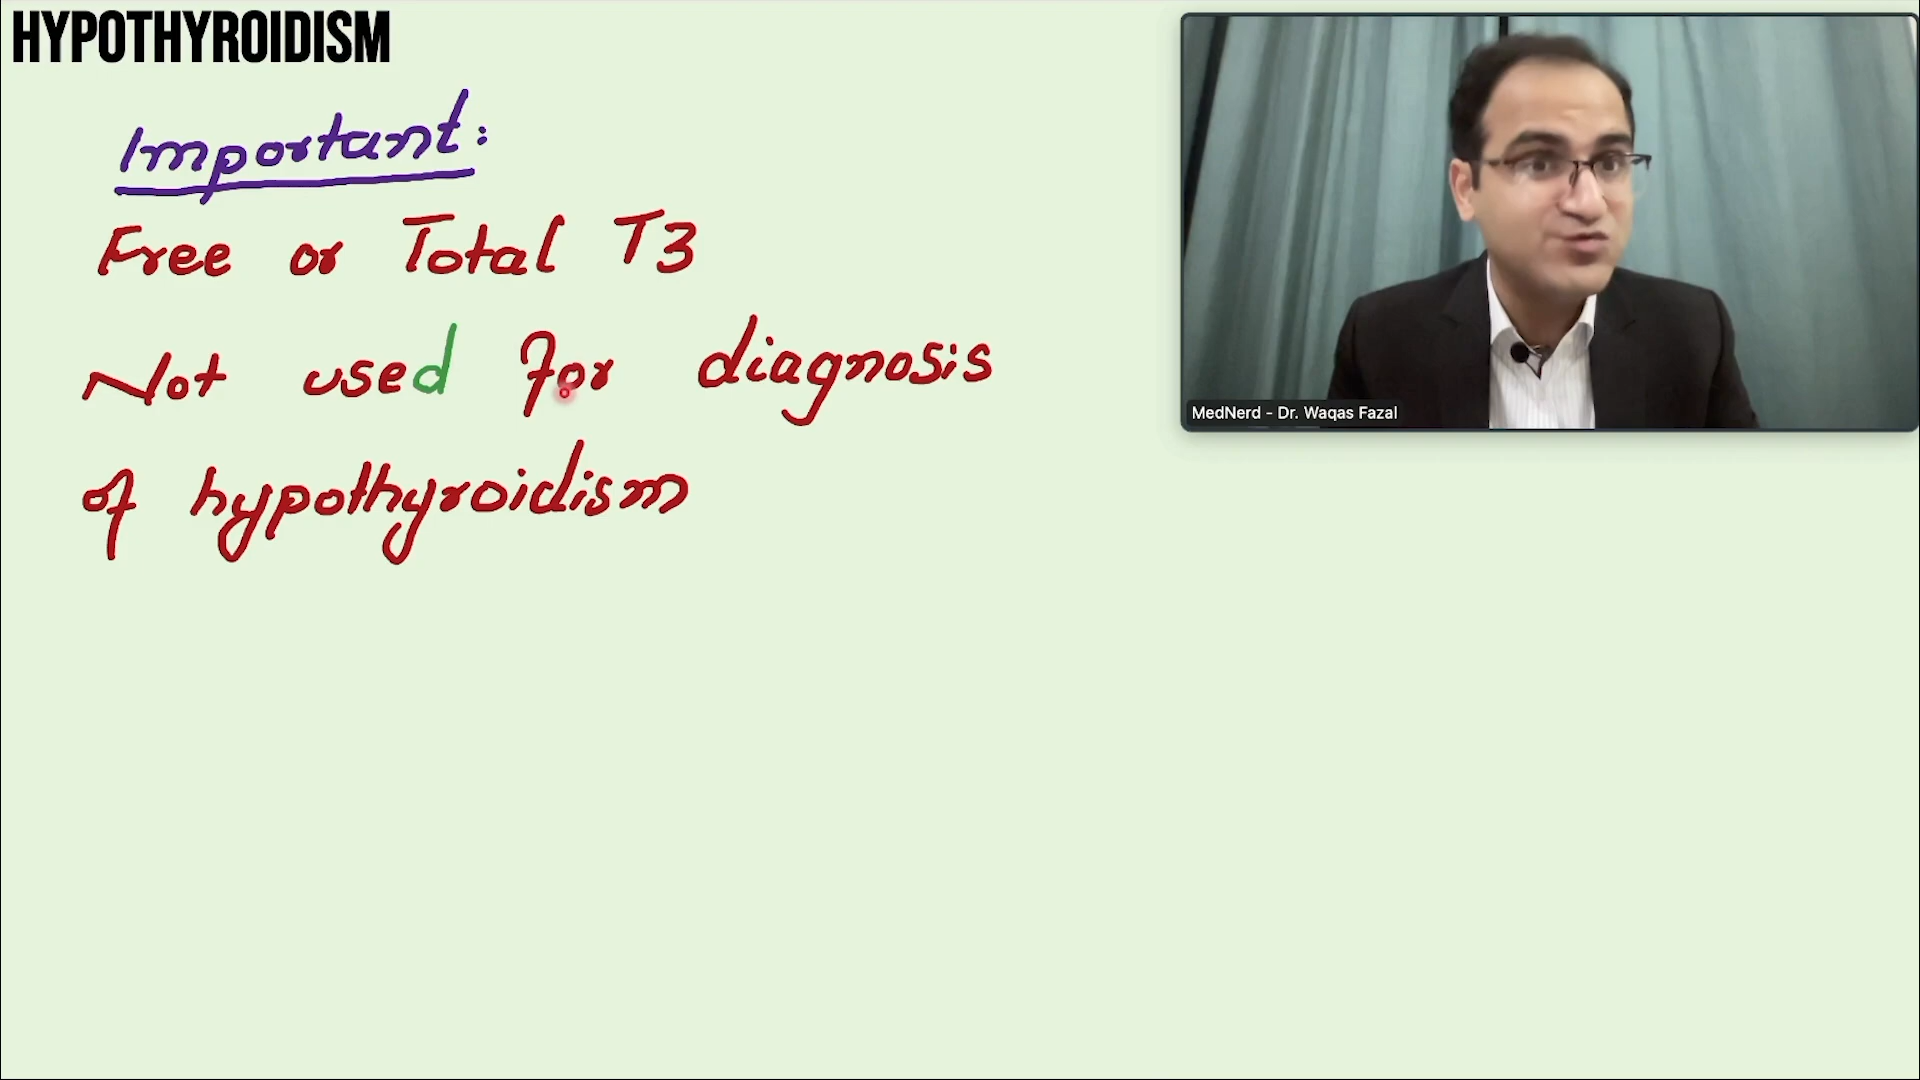 HYPOTHYROIDISM
Important:
Free or Total T3
Not used for diagnosis
of hypothyroidism
MedNerd - Dr. Waqas Fazal